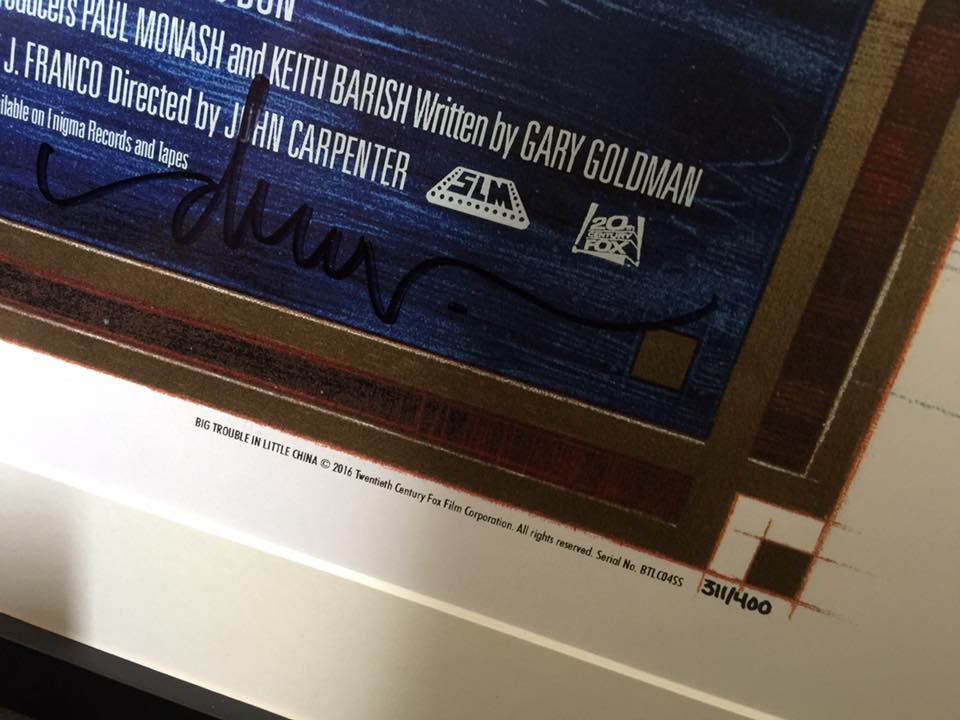 PAUL MONASH and KEITH BARISH Written by GARY GOLDMAN
J. FRANCO Directed by JOHN CARPENTER
on Enigma Records and Tapes
SLM
20th
CENTURY
FOX
BIG TROUBLE IN LITTLE CHINA © 2016 Twentieth Century Fox Film Corporation. All rights reserved. Serial No. BTLC04SS
311/400